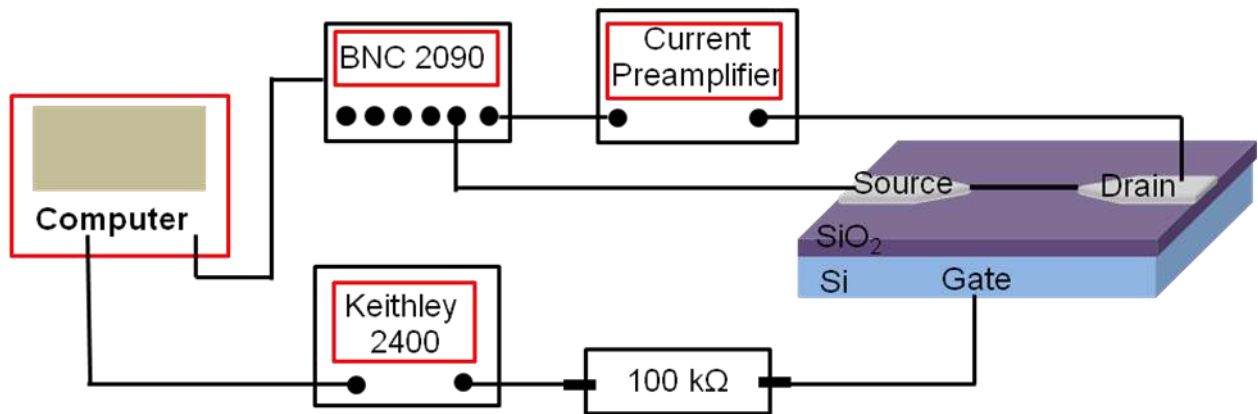 BNC 2090
Current
Preamplifier
Computer
Source
Drain
SiO₂
Si
Gate
Keithley
2400
100 kΩ